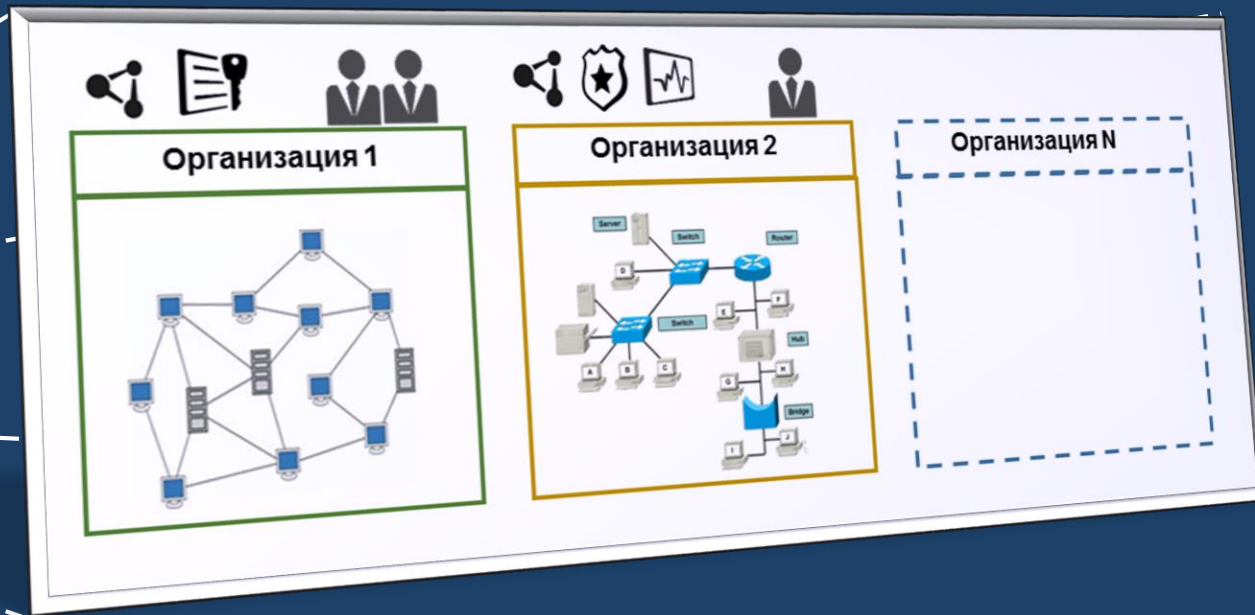 Организация 1
Организация 2
Организация N
Server
Switch
Router
D
E
F
Switch
Hub
A
B
C
G
H
Bridge
I
J